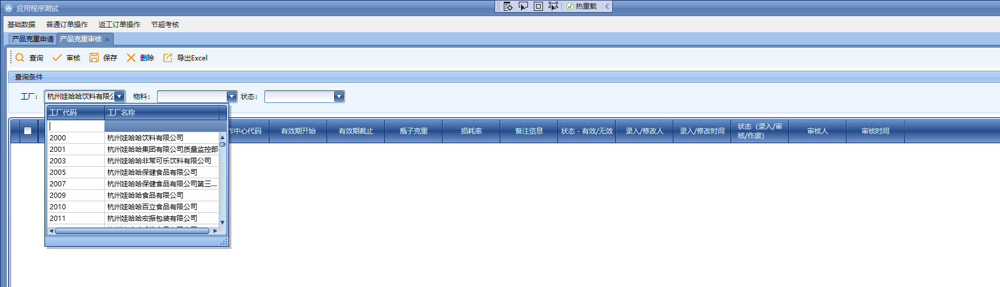 应用程序测试
热重载
基础数据 普通订单操作 返工订单操作 节超考核
产品克重申请 产品克重审核
查询 审核 保存 删除 导出Excel
查询条件
工厂： 杭州娃哈哈饮料有限公 物料： 状态：
工厂代码 工厂名称
作中心代码 有效期开始 有效期截止 瓶子克重 损耗率 备注信息 状态 - 有效/无效 录入/修改人 录入/修改时间 状态（录入/审核/作废） 审核人 审核时间
2000 杭州娃哈哈饮料有限公司
2001 杭州娃哈哈集团有限公司质量监控部
2003 杭州娃哈哈非常可乐饮料有限公司
2005 杭州娃哈哈保健食品有限公司
2007 杭州娃哈哈保健食品有限公司第三...
2009 杭州娃哈哈食品有限公司
2010 杭州娃哈哈百立食品有限公司
2011 杭州娃哈哈宏振包装有限公司